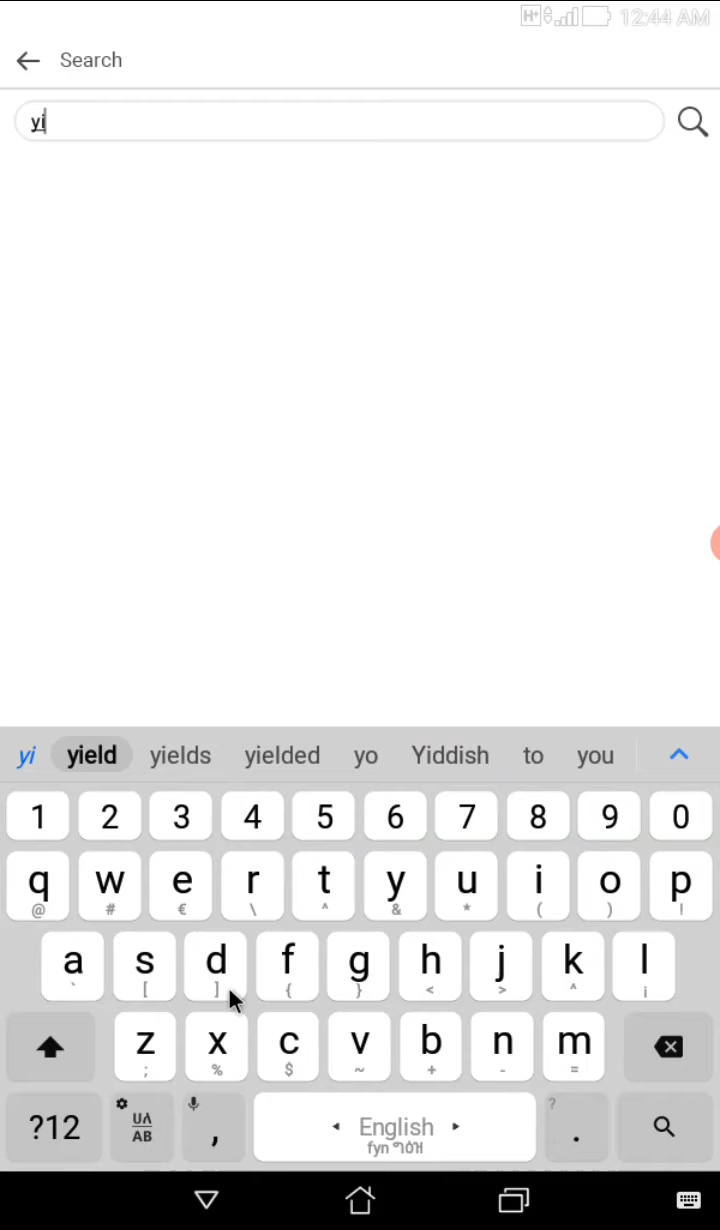 12:44 AM
Search
yi
yi yield yields yielded yo Yiddish to you
1 2 3 4 5 6 7 8 9 0
q w e r t y u i o p
@ # € \ ^ & * ( ) !
a s d f g h j k l
` [ ] { } < > ^ ¡
z x c v b n m
; % $ ~ + - =
?12 AB , English .
?